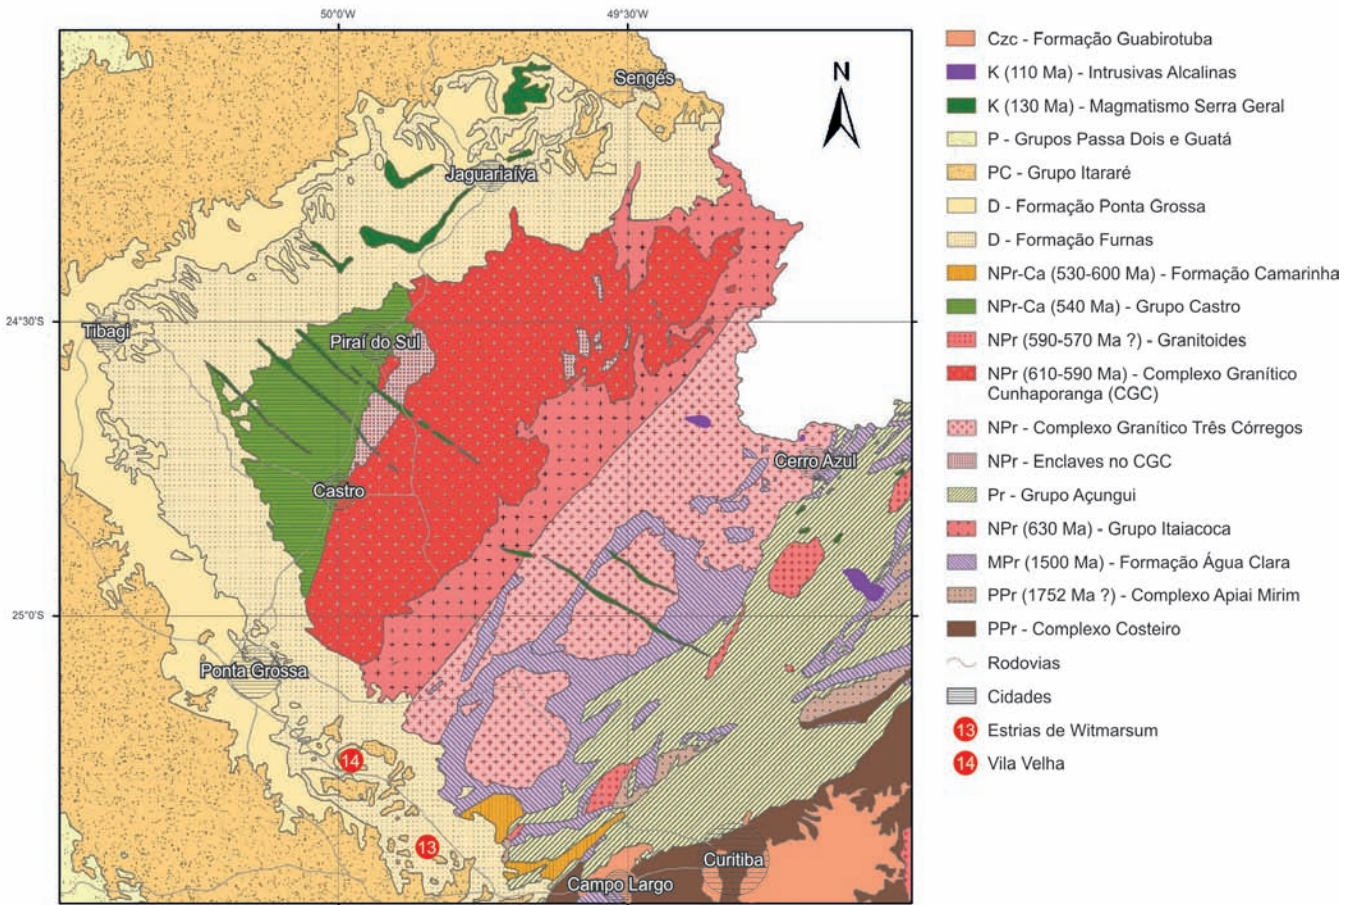 50°0'W
49°30'W
Sengés
N
Jaguariaíva
24°30'S
Tibagi
Piraí do Sul
Castro
Cerro Azul
25°0'S
Ponta Grossa
14
13
Curitiba
Campo Largo
Czc - Formação Guabirotuba
K (110 Ma) - Intrusivas Alcalinas
K (130 Ma) - Magmatismo Serra Geral
P - Grupos Passa Dois e Guatá
PC - Grupo Itararé
D - Formação Ponta Grossa
D - Formação Furnas
NPr-Ca (530-600 Ma) - Formação Camarinha
NPr-Ca (540 Ma) - Grupo Castro
NPr (590-570 Ma ?) - Granitoides
NPr (610-590 Ma) - Complexo Granítico
Cunhaporanga (CGC)
NPr - Complexo Granítico Três Córregos
NPr - Enclaves no CGC
Pr - Grupo Açungui
NPr (630 Ma) - Grupo Itaiacoca
MPr (1500 Ma) - Formação Água Clara
PPr (1752 Ma ?) - Complexo Apiai Mirim
PPr - Complexo Costeiro
Rodovias
Cidades
13 Estrias de Witmarsum
14 Vila Velha